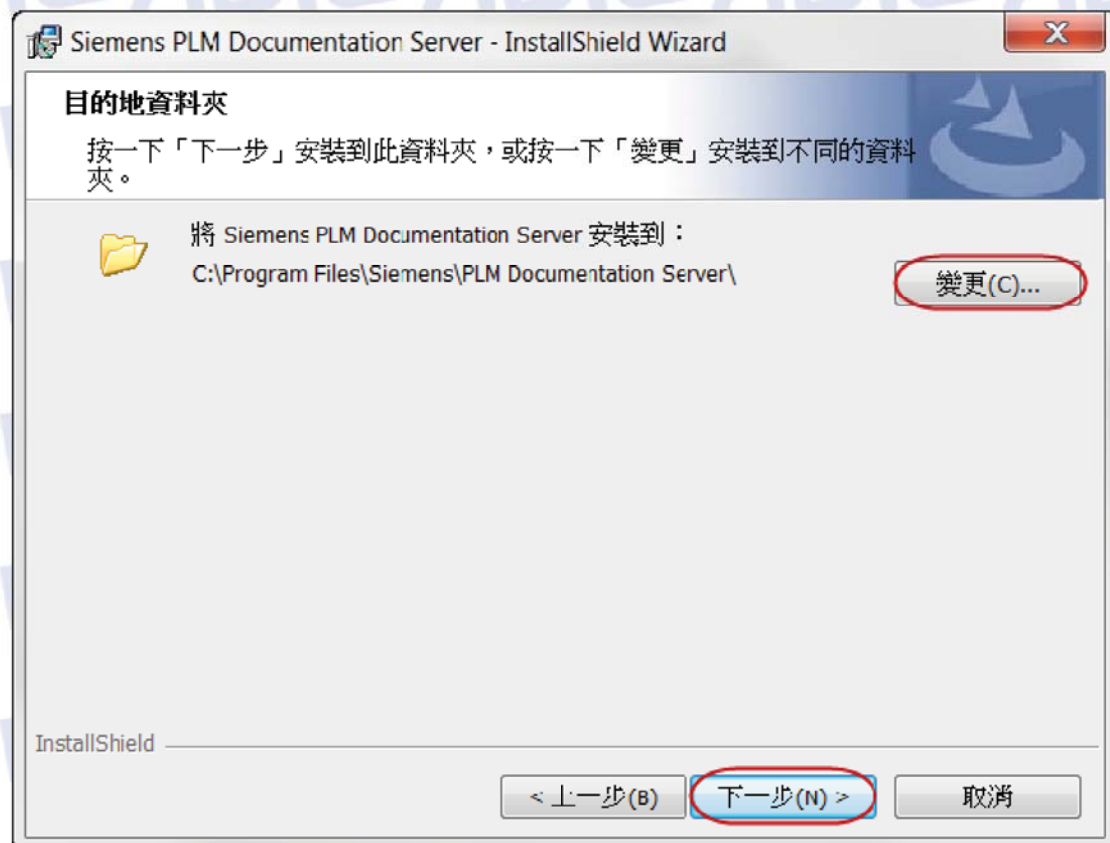 Siemens PLM Documentation Server - InstallShield Wizard
目的地資料夾
按一下「下一步」安裝到此資料夾，或按一下「變更」安裝到不同的資料
夾。
將 Siemens PLM Documentation Server 安裝到：
C:\Program Files\Siemens\PLM Documentation Server\
變更(C)...
InstallShield
< 上一步(B)
下一步(N) >
取消